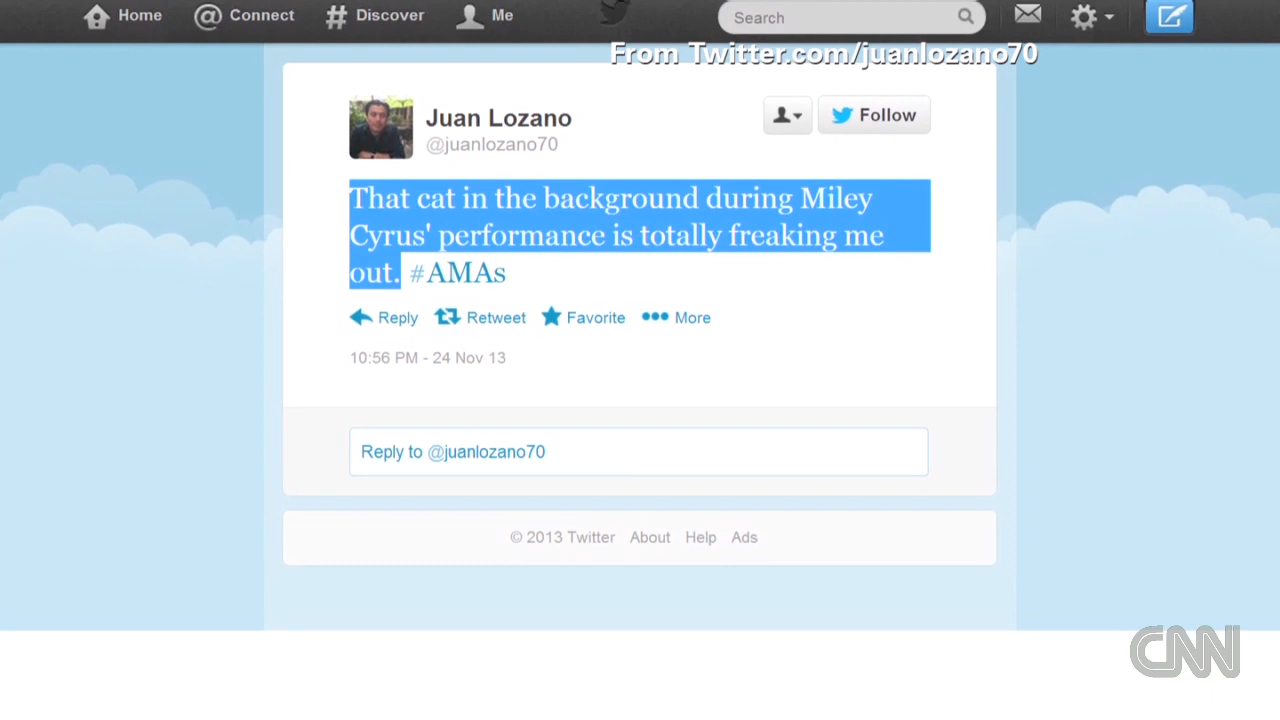 Home Connect Discover Me Search
From Twitter.com/juanlozano70
Juan Lozano
@juanlozano70
Follow
That cat in the background during Miley
Cyrus' performance is totally freaking me
out. #AMAs
Reply Retweet Favorite More
10:56 PM - 24 Nov 13
Reply to @juanlozano70
© 2013 Twitter About Help Ads
CNN